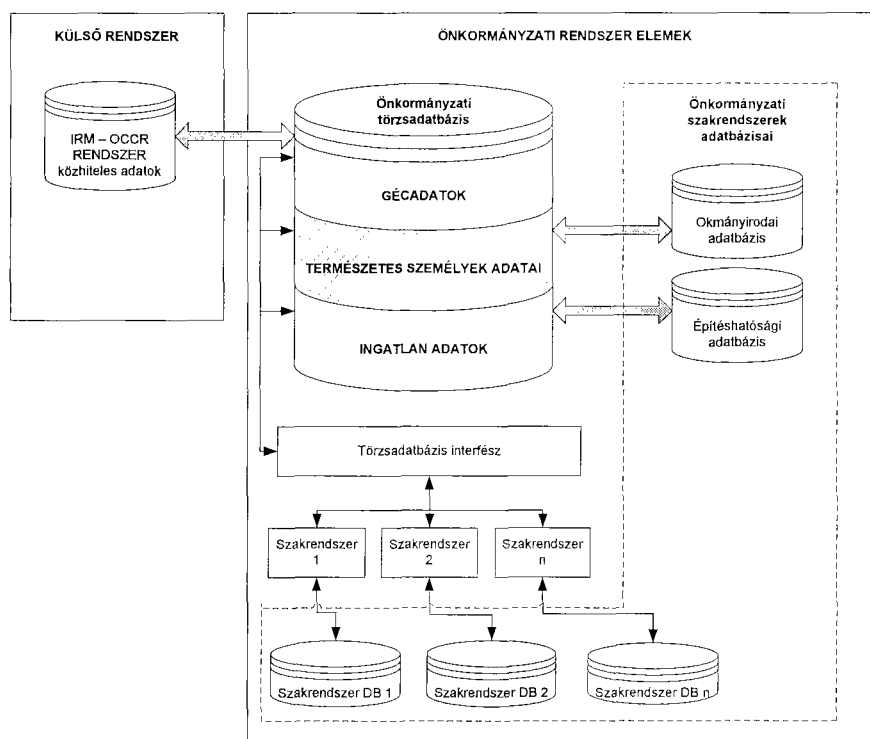 KÜLSŐ RENDSZER
ÖNKORMÁNYZATI RENDSZER ELEMEK
IRM – OCCR
RENDSZER
közhiteles adatok
Önkormányzati
törzsadatbázis
GÉCADATOK
TERMÉSZETES SZEMÉLYEK ADATAI
INGATLAN ADATOK
Önkormányzati
szakrendszerek
adatbázisai
Okmányirodai
adatbázis
Építéshatósági
adatbázis
Törzsadatbázis interfész
Szakrendszer
1
Szakrendszer
2
Szakrendszer
n
Szakrendszer DB 1
Szakrendszer DB 2
Szakrendszer DB n